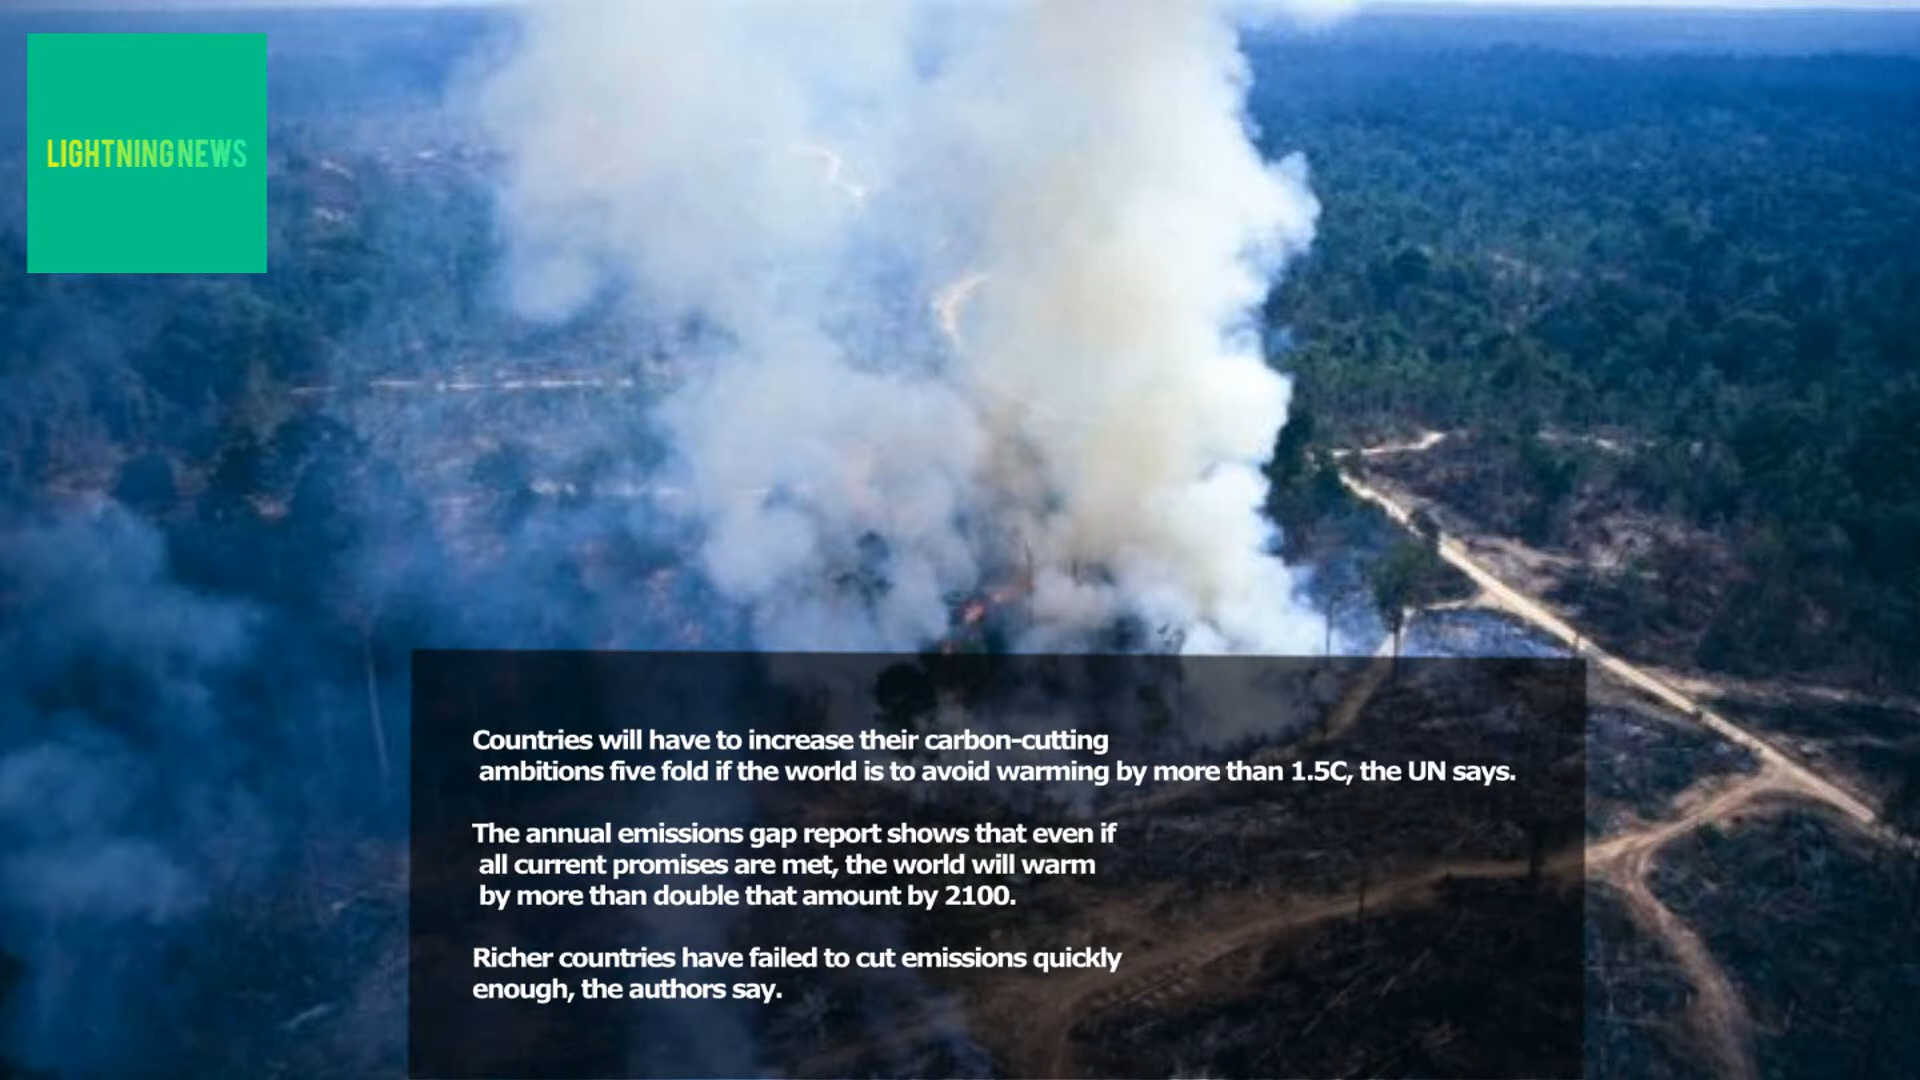 LIGHTNING NEWS
Countries will have to increase their carbon-cutting
ambitions five fold if the world is to avoid warming by more than 1.5C, the UN says.
The annual emissions gap report shows that even if
all current promises are met, the world will warm
by more than double that amount by 2100.
Richer countries have failed to cut emissions quickly
enough, the authors say.